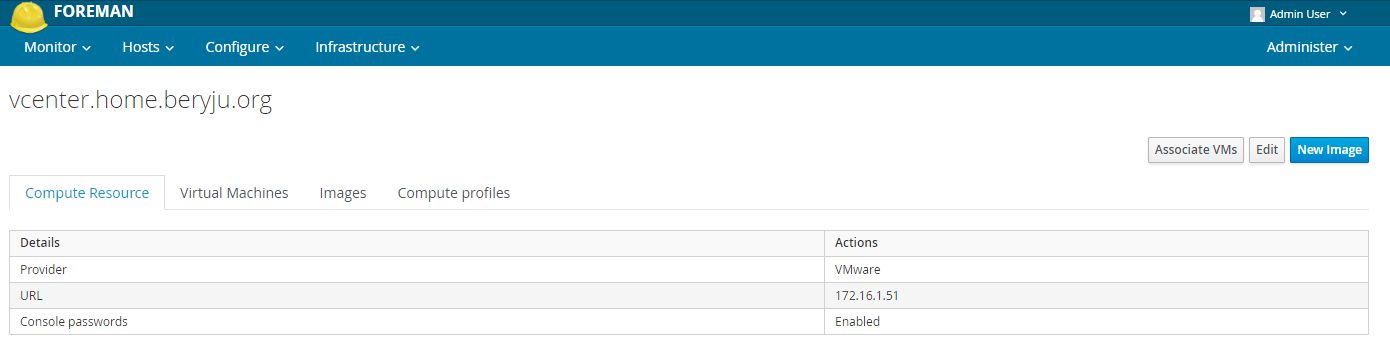 FOREMAN Admin User
Monitor Hosts Configure Infrastructure Administer
vcenter.home.beryju.org
Associate VMs Edit New Image
Compute Resource Virtual Machines Images Compute profiles
Details Actions
Provider VMware
URL 172.16.1.51
Console passwords Enabled